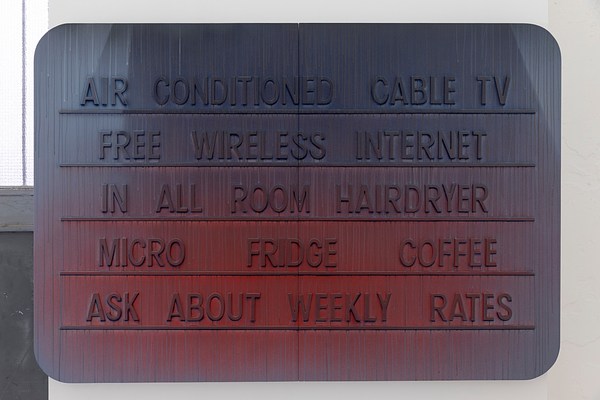 AIR CONDITIONED CABLE TV
FREE WIRELESS INTERNET
IN ALL ROOM HAIRDRYER
MICRO FRIDGE COFFEE
ASK ABOUT WEEKLY RATES